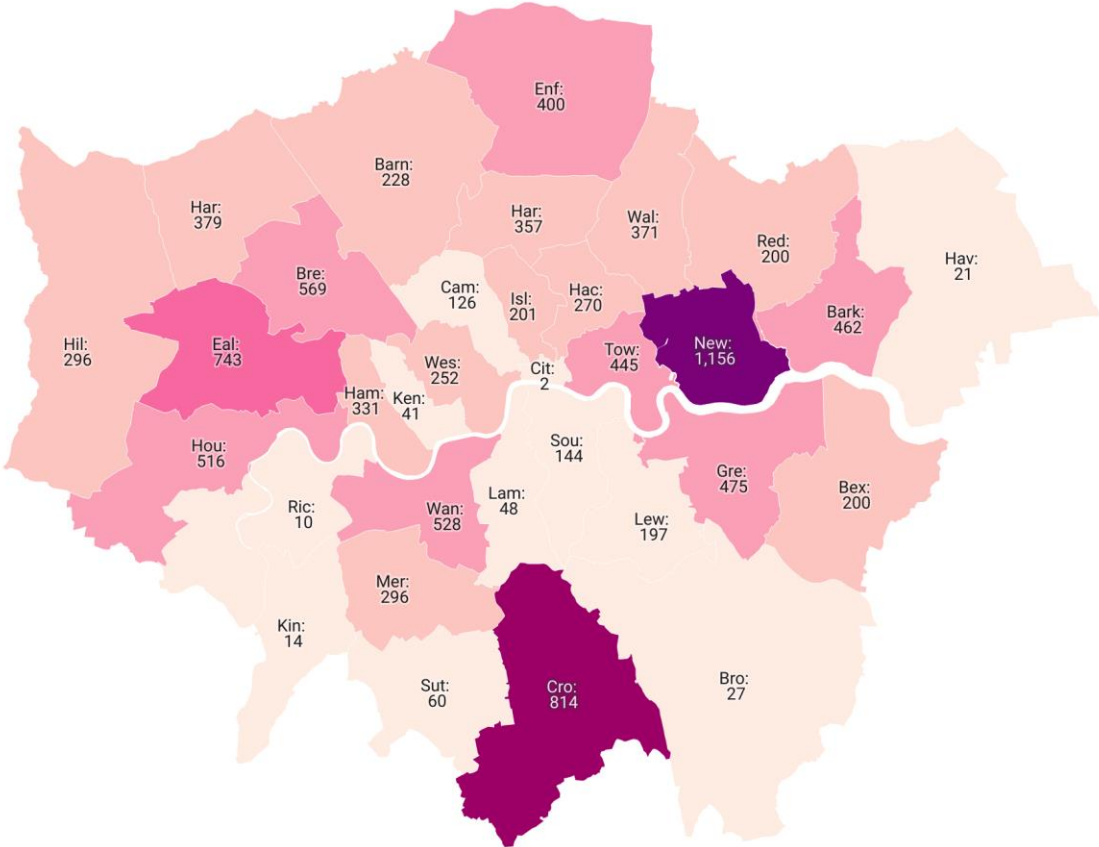 Enf:
400
Barn:
228
Har:
379
Har:
357
Wal:
371
Red:
200
Hav:
21
Bre:
569
Cam:
126
Isl:
201
Hac:
270
Bark:
462
Hil:
296
Eal:
743
Wes:
252
Cit:
2
Tow:
445
New:
1,156
Ham:
331
Ken:
41
Hou:
516
Sou:
144
Gre:
475
Bex:
200
Ric:
10
Wan:
528
Lam:
48
Lew:
197
Mer:
296
Kin:
14
Sut:
60
Cro:
814
Bro:
27